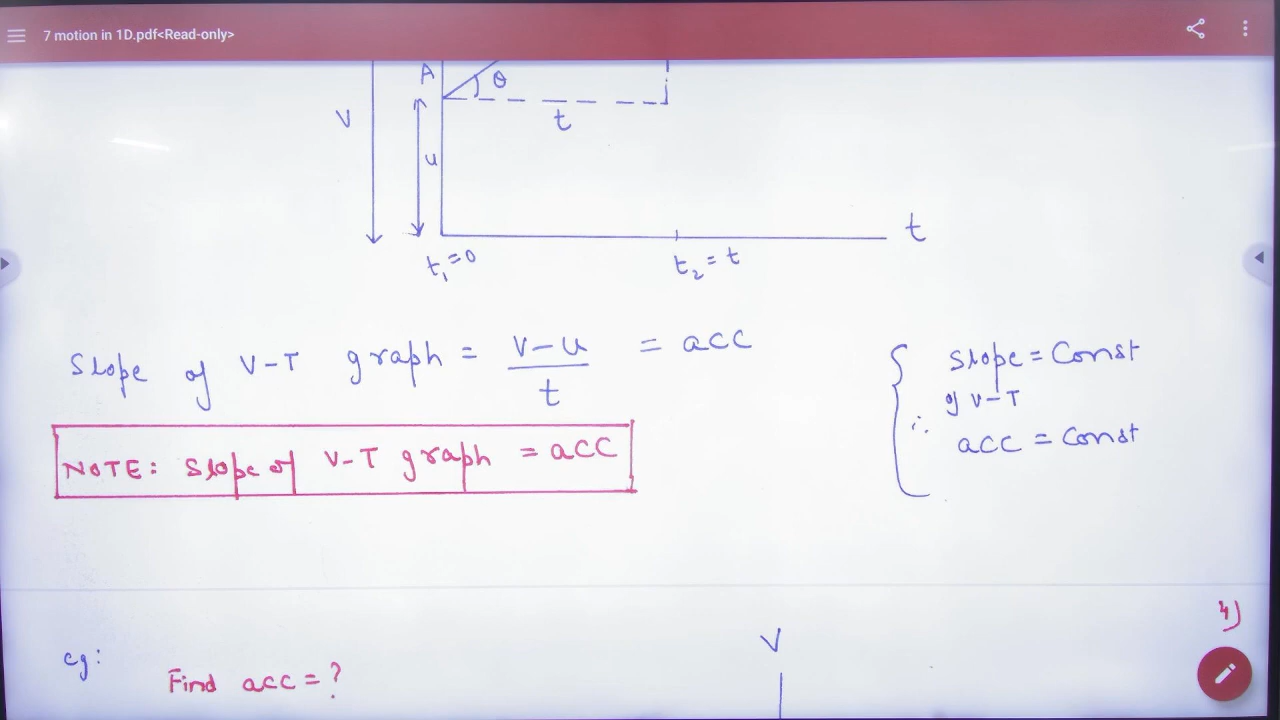 7 motion in 1D.pdf<Read-only>
A θ
V
t
u
t
t₁=0
t₂ = t
Slope of V-T graph = v-u/t = acc
NOTE: Slope of V-T graph = acc
Slope = Const
of V-T
∴ acc = Const
4)
eg:
Find acc = ?
V